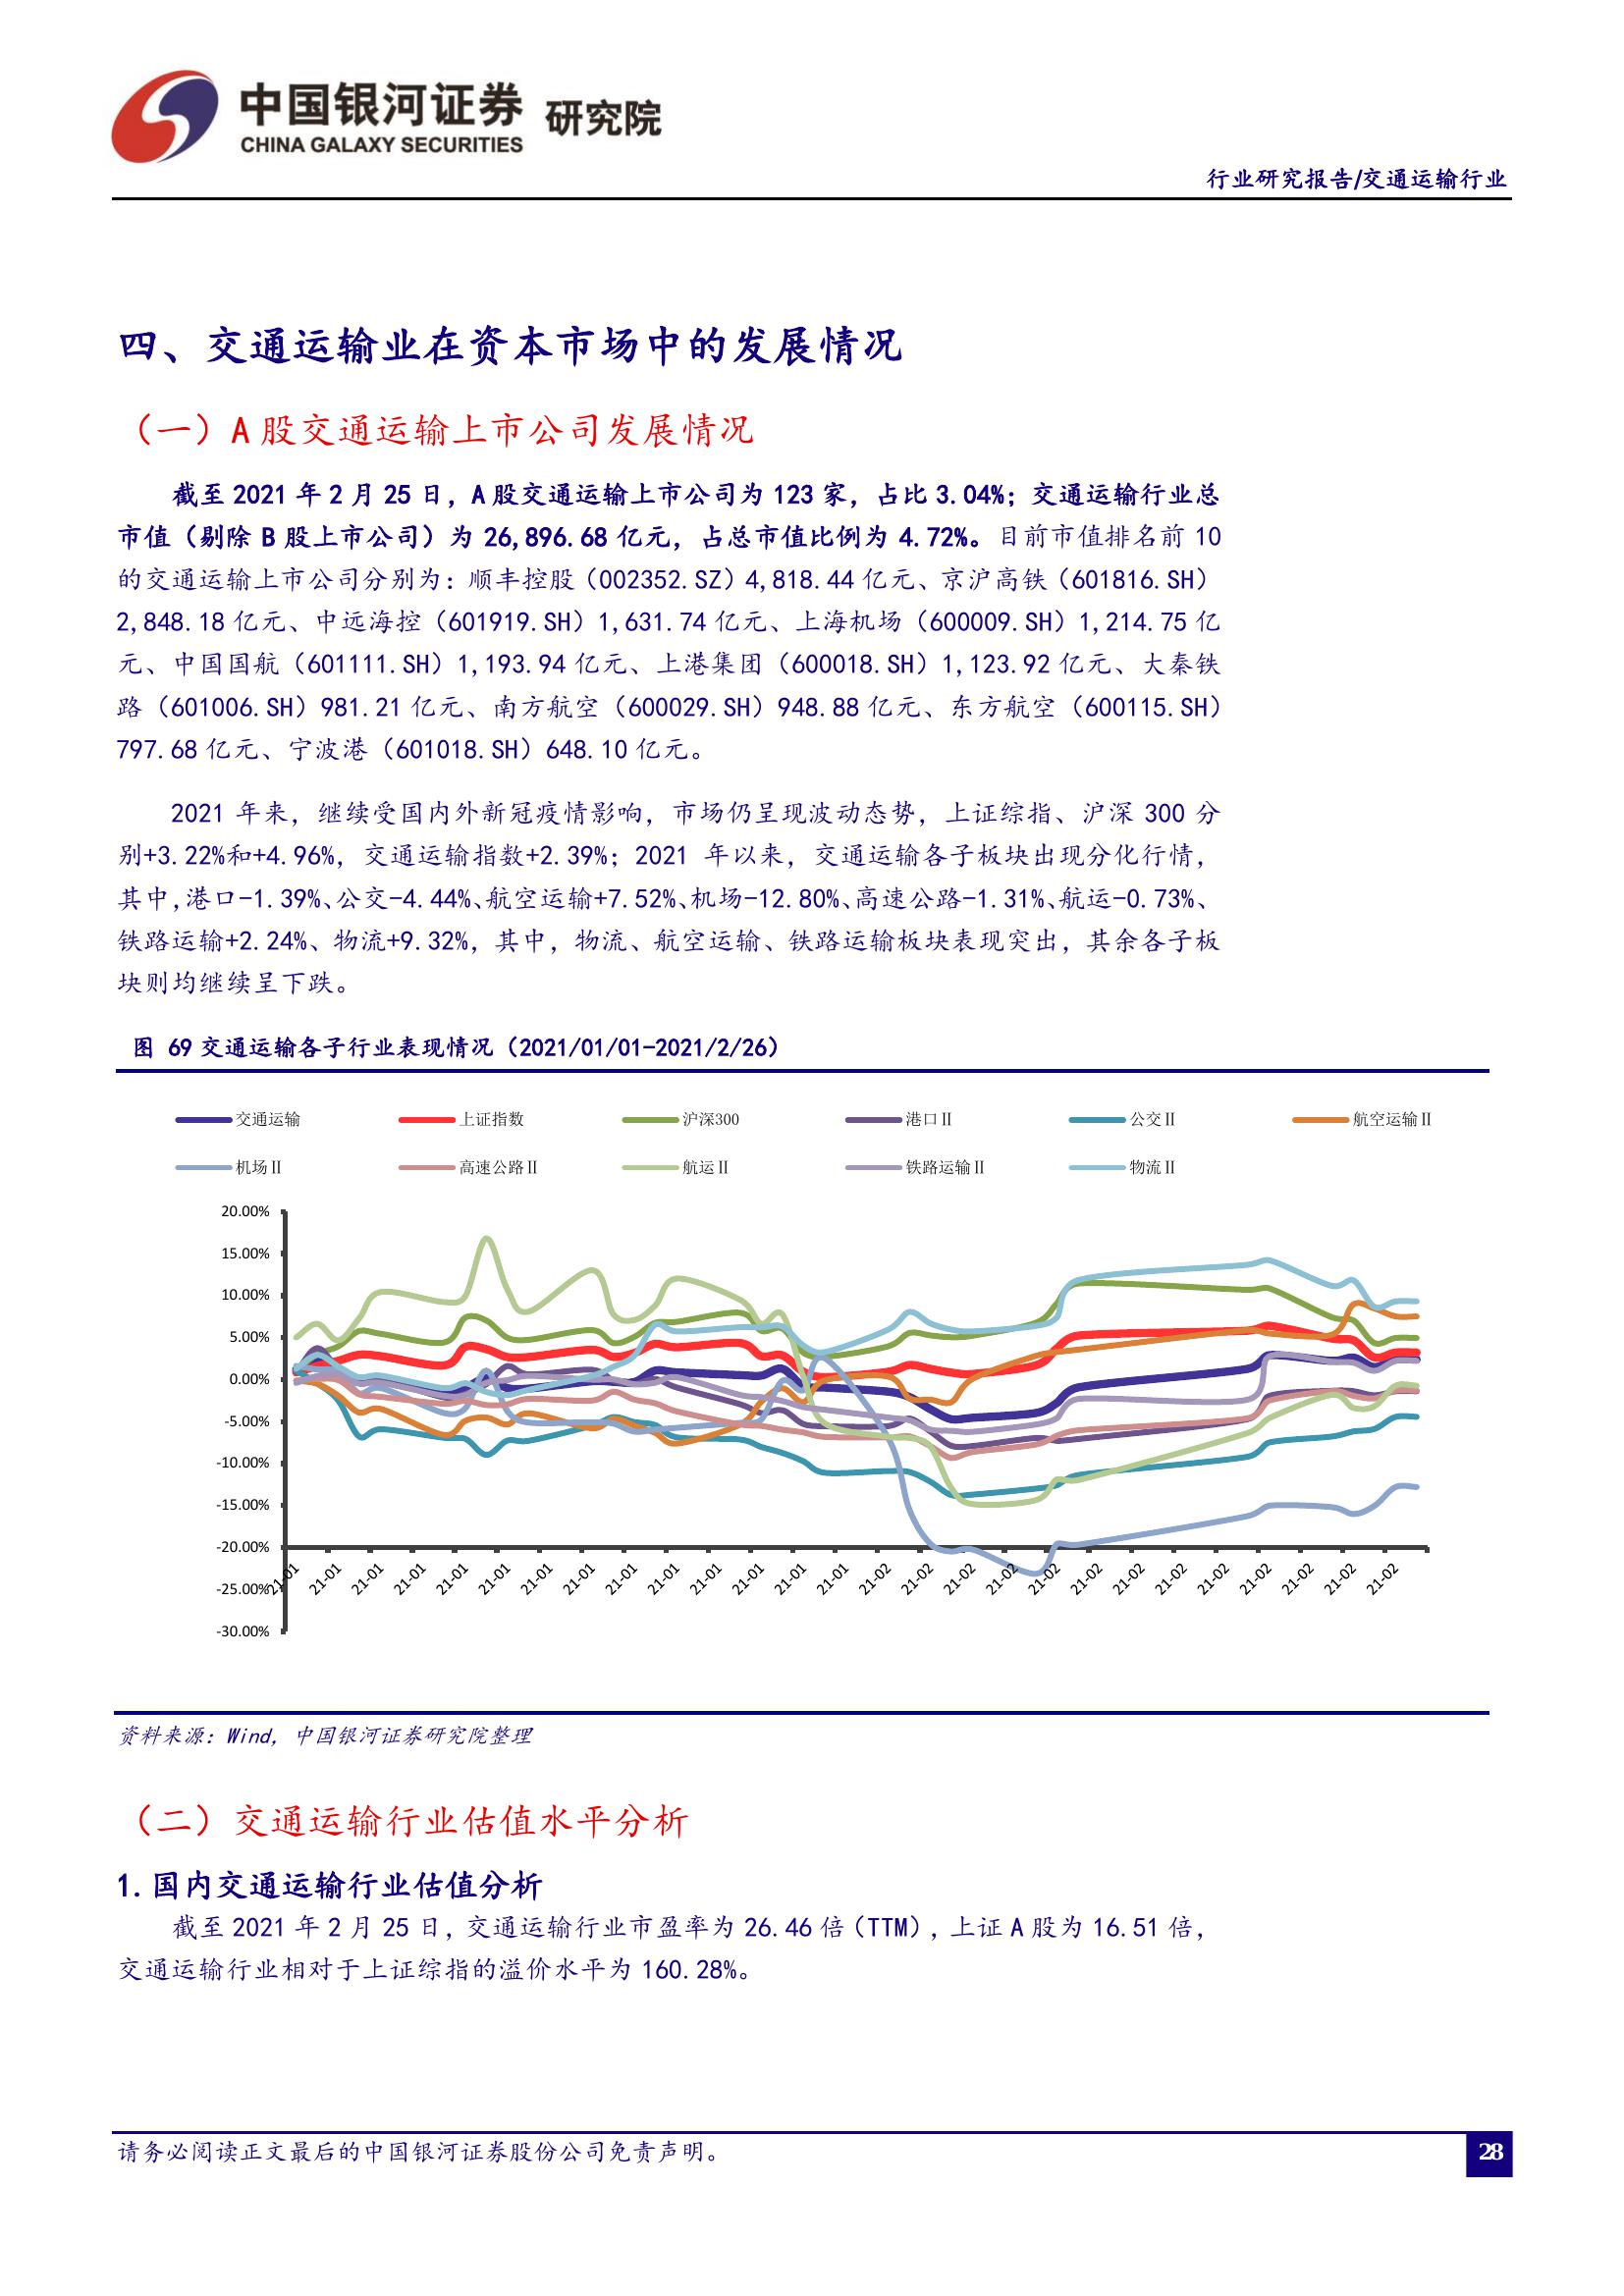 中国银河证券 研究院
CHINA GALAXY SECURITIES
行业研究报告/交通运输行业
四、交通运输业在资本市场中的发展情况
（一）A 股交通运输上市公司发展情况
截至 2021 年 2 月 25 日，A 股交通运输上市公司为 123 家，占比 3.04%；交通运输行业总
市值（剔除 B 股上市公司）为 26,896.68 亿元，占总市值比例为 4.72%。目前市值排名前 10
的交通运输上市公司分别为：顺丰控股（002352.SZ）4,818.44 亿元、京沪高铁（601816.SH）
2,848.18 亿元、中远海控（601919.SH）1,631.74 亿元、上海机场（600009.SH）1,214.75 亿
元、中国国航（601111.SH）1,193.94 亿元、上港集团（600018.SH）1,123.92 亿元、大秦铁
路（601006.SH）981.21 亿元、南方航空（600029.SH）948.88 亿元、东方航空（600115.SH）
797.68 亿元、宁波港（601018.SH）648.10 亿元。
2021 年来，继续受国内外新冠疫情影响，市场仍呈现波动态势，上证综指、沪深 300 分
别+3.22%和+4.96%，交通运输指数+2.39%；2021 年以来，交通运输各子板块出现分化行情，
其中,港口-1.39%、公交-4.44%、航空运输+7.52%、机场-12.80%、高速公路-1.31%、航运-0.73%、
铁路运输+2.24%、物流+9.32%，其中，物流、航空运输、铁路运输板块表现突出，其余各子板
块则均继续呈下跌。
图 69 交通运输各子行业表现情况（2021/01/01-2021/2/26）
交通运输 上证指数 沪深300 港口Ⅱ 公交Ⅱ 航空运输Ⅱ
机场Ⅱ 高速公路Ⅱ 航运Ⅱ 铁路运输Ⅱ 物流Ⅱ
20.00%
15.00%
10.00%
5.00%
0.00%
-5.00%
-10.00%
-15.00%
-20.00%
-25.00%
-30.00%
21-01 21-01 21-01 21-01 21-01 21-01 21-01 21-01 21-01 21-01 21-01 21-01 21-01 21-01 21-02 21-02 21-02 21-02 21-02 21-02 21-02 21-02 21-02 21-02 21-02 21-02 21-02
资料来源：Wind，中国银河证券研究院整理
（二）交通运输行业估值水平分析
1.国内交通运输行业估值分析
截至 2021 年 2 月 25 日，交通运输行业市盈率为 26.46 倍（TTM），上证 A 股为 16.51 倍，
交通运输行业相对于上证综指的溢价水平为 160.28%。
请务必阅读正文最后的中国银河证券股份公司免责声明。
28